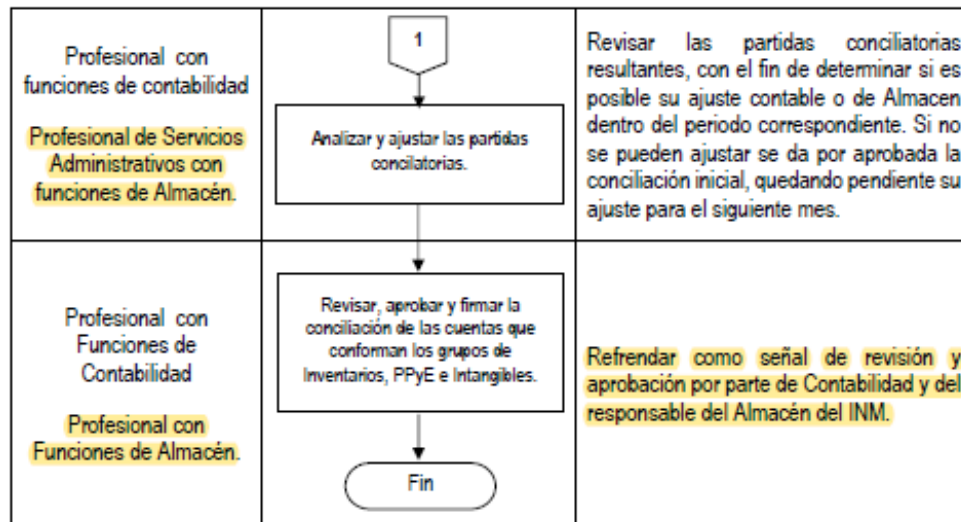 Profesional con
funciones de contabilidad
Profesional de Servicios
Administrativos con
funciones de Almacén.
1
Analizar y ajustar las partidas
concilatorias.
Revisar las partidas conciliatorias
resultantes, con el fin de determinar si es
posible su ajuste contable o de Almacen
dentro del periodo correspondiente. Si no
se pueden ajustar se da por aprobada la
conciliación inicial, quedando pendiente su
ajuste para el siguiente mes.
Profesional con
Funciones de
Contabilidad
Profesional con
Funciones de Almacén.
Revisar, aprobar y firmar la
conciliación de las cuentas que
conforman los grupos de
Inventarios, PPyE e Intangibles.
Fin
Refrendar como señal de revisión y
aprobación por parte de Contabilidad y del
responsable del Almacén del INM.